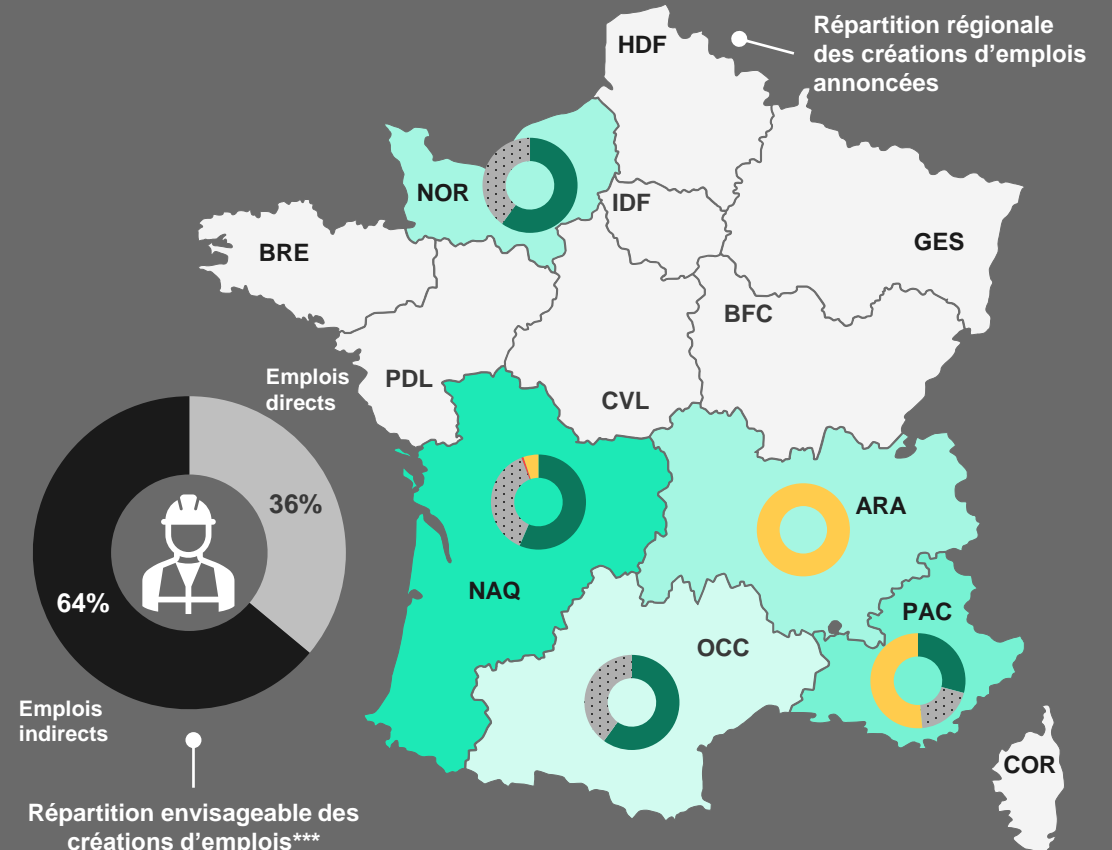 Répartition régionale
des créations d'emplois
annoncées
HDF
NOR
IDF
BRE
GES
BFC
PDL
CVL
Emplois
directs
36%
64%
ARA
NAQ
PAC
OCC
Emplois
indirects
COR
Répartition envisageable des
créations d'emplois***